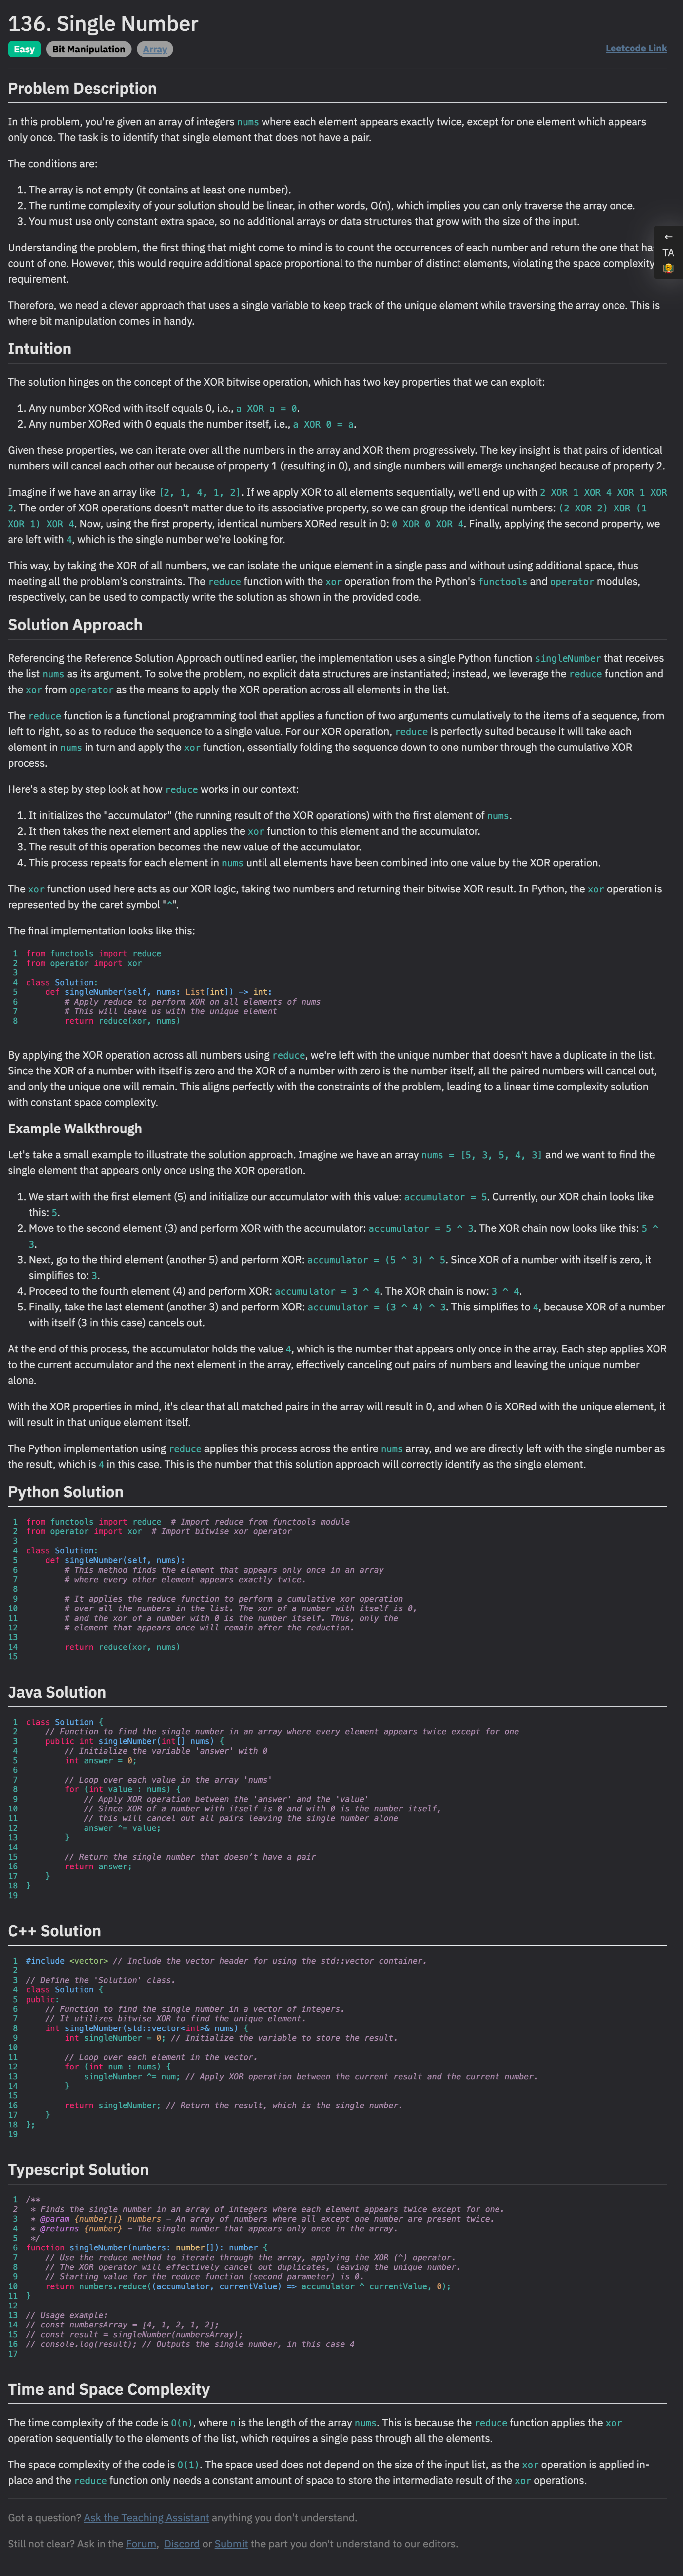 136. Single Number
Easy Bit Manipulation Array Leetcode Link
Problem Description
In this problem, you're given an array of integers nums where each element appears exactly twice, except for one element which appears
only once. The task is to identify that single element that does not have a pair.
The conditions are:
1. The array is not empty (it contains at least one number).
2. The runtime complexity of your solution should be linear, in other words, O(n), which implies you can only traverse the array once.
3. You must use only constant extra space, so no additional arrays or data structures that grow with the size of the input.
←
TA
Understanding the problem, the first thing that might come to mind is to count the occurrences of each number and return the one that has
count of one. However, this would require additional space proportional to the number of distinct elements, violating the space complexity
requirement.
Therefore, we need a clever approach that uses a single variable to keep track of the unique element while traversing the array once. This is
where bit manipulation comes in handy.
Intuition
The solution hinges on the concept of the XOR bitwise operation, which has two key properties that we can exploit:
1. Any number XORed with itself equals 0, i.e., a XOR a = 0.
2. Any number XORed with 0 equals the number itself, i.e., a XOR 0 = a.
Given these properties, we can iterate over all the numbers in the array and XOR them progressively. The key insight is that pairs of identical
numbers will cancel each other out because of property 1 (resulting in 0), and single numbers will emerge unchanged because of property 2.
Imagine if we have an array like [2, 1, 4, 1, 2]. If we apply XOR to all elements sequentially, we'll end up with 2 XOR 1 XOR 4 XOR 1 XOR
2. The order of XOR operations doesn't matter due to its associative property, so we can group the identical numbers: (2 XOR 2) XOR (1
XOR 1) XOR 4. Now, using the first property, identical numbers XORed result in 0: 0 XOR 0 XOR 4. Finally, applying the second property, we
are left with 4, which is the single number we're looking for.
This way, by taking the XOR of all numbers, we can isolate the unique element in a single pass and without using additional space, thus
meeting all the problem's constraints. The reduce function with the xor operation from the Python's functools and operator modules,
respectively, can be used to compactly write the solution as shown in the provided code.
Solution Approach
Referencing the Reference Solution Approach outlined earlier, the implementation uses a single Python function singleNumber that receives
the list nums as its argument. To solve the problem, no explicit data structures are instantiated; instead, we leverage the reduce function and
the xor from operator as the means to apply the XOR operation across all elements in the list.
The reduce function is a functional programming tool that applies a function of two arguments cumulatively to the items of a sequence, from
left to right, so as to reduce the sequence to a single value. For our XOR operation, reduce is perfectly suited because it will take each
element in nums in turn and apply the xor function, essentially folding the sequence down to one number through the cumulative XOR
process.
Here's a step by step look at how reduce works in our context:
1. It initializes the "accumulator" (the running result of the XOR operations) with the first element of nums.
2. It then takes the next element and applies the xor function to this element and the accumulator.
3. The result of this operation becomes the new value of the accumulator.
4. This process repeats for each element in nums until all elements have been combined into one value by the XOR operation.
The xor function used here acts as our XOR logic, taking two numbers and returning their bitwise XOR result. In Python, the xor operation is
represented by the caret symbol "^".
The final implementation looks like this:
1 from functools import reduce
2 from operator import xor
3
4 class Solution:
5     def singleNumber(self, nums: List[int]) -> int:
6         # Apply reduce to perform XOR on all elements of nums
7         # This will leave us with the unique element
8         return reduce(xor, nums)
By applying the XOR operation across all numbers using reduce, we're left with the unique number that doesn't have a duplicate in the list.
Since the XOR of a number with itself is zero and the XOR of a number with zero is the number itself, all the paired numbers will cancel out,
and only the unique one will remain. This aligns perfectly with the constraints of the problem, leading to a linear time complexity solution
with constant space complexity.
Example Walkthrough
Let's take a small example to illustrate the solution approach. Imagine we have an array nums = [5, 3, 5, 4, 3] and we want to find the
single element that appears only once using the XOR operation.
1. We start with the first element (5) and initialize our accumulator with this value: accumulator = 5. Currently, our XOR chain looks like
this: 5.
2. Move to the second element (3) and perform XOR with the accumulator: accumulator = 5 ^ 3. The XOR chain now looks like this: 5 ^
3.
3. Next, go to the third element (another 5) and perform XOR: accumulator = (5 ^ 3) ^ 5. Since XOR of a number with itself is zero, it
simplifies to: 3.
4. Proceed to the fourth element (4) and perform XOR: accumulator = 3 ^ 4. The XOR chain is now: 3 ^ 4.
5. Finally, take the last element (another 3) and perform XOR: accumulator = (3 ^ 4) ^ 3. This simplifies to 4, because XOR of a number
with itself (3 in this case) cancels out.
At the end of this process, the accumulator holds the value 4, which is the number that appears only once in the array. Each step applies XOR
to the current accumulator and the next element in the array, effectively canceling out pairs of numbers and leaving the unique number
alone.
With the XOR properties in mind, it's clear that all matched pairs in the array will result in 0, and when 0 is XORed with the unique element, it
will result in that unique element itself.
The Python implementation using reduce applies this process across the entire nums array, and we are directly left with the single number as
the result, which is 4 in this case. This is the number that this solution approach will correctly identify as the single element.
Python Solution
1 from functools import reduce  # Import reduce from functools module
2 from operator import xor  # Import bitwise xor operator
3
4 class Solution:
5     def singleNumber(self, nums):
6         # This method finds the element that appears only once in an array
7         # where every other element appears exactly twice.
8
9         # It applies the reduce function to perform a cumulative xor operation
10         # over all the numbers in the list. The xor of a number with itself is 0,
11         # and the xor of a number with 0 is the number itself. Thus, only the
12         # element that appears once will remain after the reduction.
13
14         return reduce(xor, nums)
15
Java Solution
1 class Solution {
2     // Function to find the single number in an array where every element appears twice except for one
3     public int singleNumber(int[] nums) {
4         // Initialize the variable 'answer' with 0
5         int answer = 0;
6
7         // Loop over each value in the array 'nums'
8         for (int value : nums) {
9             // Apply XOR operation between the 'answer' and the 'value'
10             // Since XOR of a number with itself is 0 and with 0 is the number itself,
11             // this will cancel out all pairs leaving the single number alone
12             answer ^= value;
13         }
14
15         // Return the single number that doesn't have a pair
16         return answer;
17     }
18 }
19
C++ Solution
1 #include <vector> // Include the vector header for using the std::vector container.
2
3 // Define the 'Solution' class.
4 class Solution {
5 public:
6     // Function to find the single number in a vector of integers.
7     // It utilizes bitwise XOR to find the unique element.
8     int singleNumber(std::vector<int>& nums) {
9         int singleNumber = 0; // Initialize the variable to store the result.
10
11         // Loop over each element in the vector.
12         for (int num : nums) {
13             singleNumber ^= num; // Apply XOR operation between the current result and the current number.
14         }
15
16         return singleNumber; // Return the result, which is the single number.
17     }
18 };
19
Typescript Solution
1 /**
2  * Finds the single number in an array of integers where each element appears twice except for one.
3  * @param {number[]} numbers - An array of numbers where all except one number are present twice.
4  * @returns {number} - The single number that appears only once in the array.
5  */
6 function singleNumber(numbers: number[]): number {
7     // Use the reduce method to iterate through the array, applying the XOR (^) operator.
8     // The XOR operator will effectively cancel out duplicates, leaving the unique number.
9     // Starting value for the reduce function (second parameter) is 0.
10     return numbers.reduce((accumulator, currentValue) => accumulator ^ currentValue, 0);
11 }
12
13 // Usage example:
14 // const numbersArray = [4, 1, 2, 1, 2];
15 // const result = singleNumber(numbersArray);
16 // console.log(result); // Outputs the single number, in this case 4
17
Time and Space Complexity
The time complexity of the code is O(n), where n is the length of the array nums. This is because the reduce function applies the xor
operation sequentially to the elements of the list, which requires a single pass through all the elements.
The space complexity of the code is O(1). The space used does not depend on the size of the input list, as the xor operation is applied in-
place and the reduce function only needs a constant amount of space to store the intermediate result of the xor operations.
Got a question? Ask the Teaching Assistant anything you don't understand.
Still not clear? Ask in the Forum, Discord or Submit the part you don't understand to our editors.